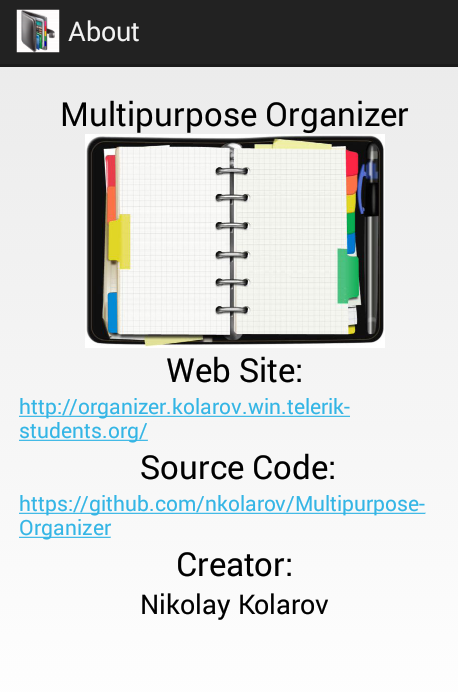 About
Multipurpose Organizer
Web Site:
http://organizer.kolarov.win.telerik-
students.org/
Source Code:
https://github.com/nkolarov/Multipurpose-
Organizer
Creator:
Nikolay Kolarov